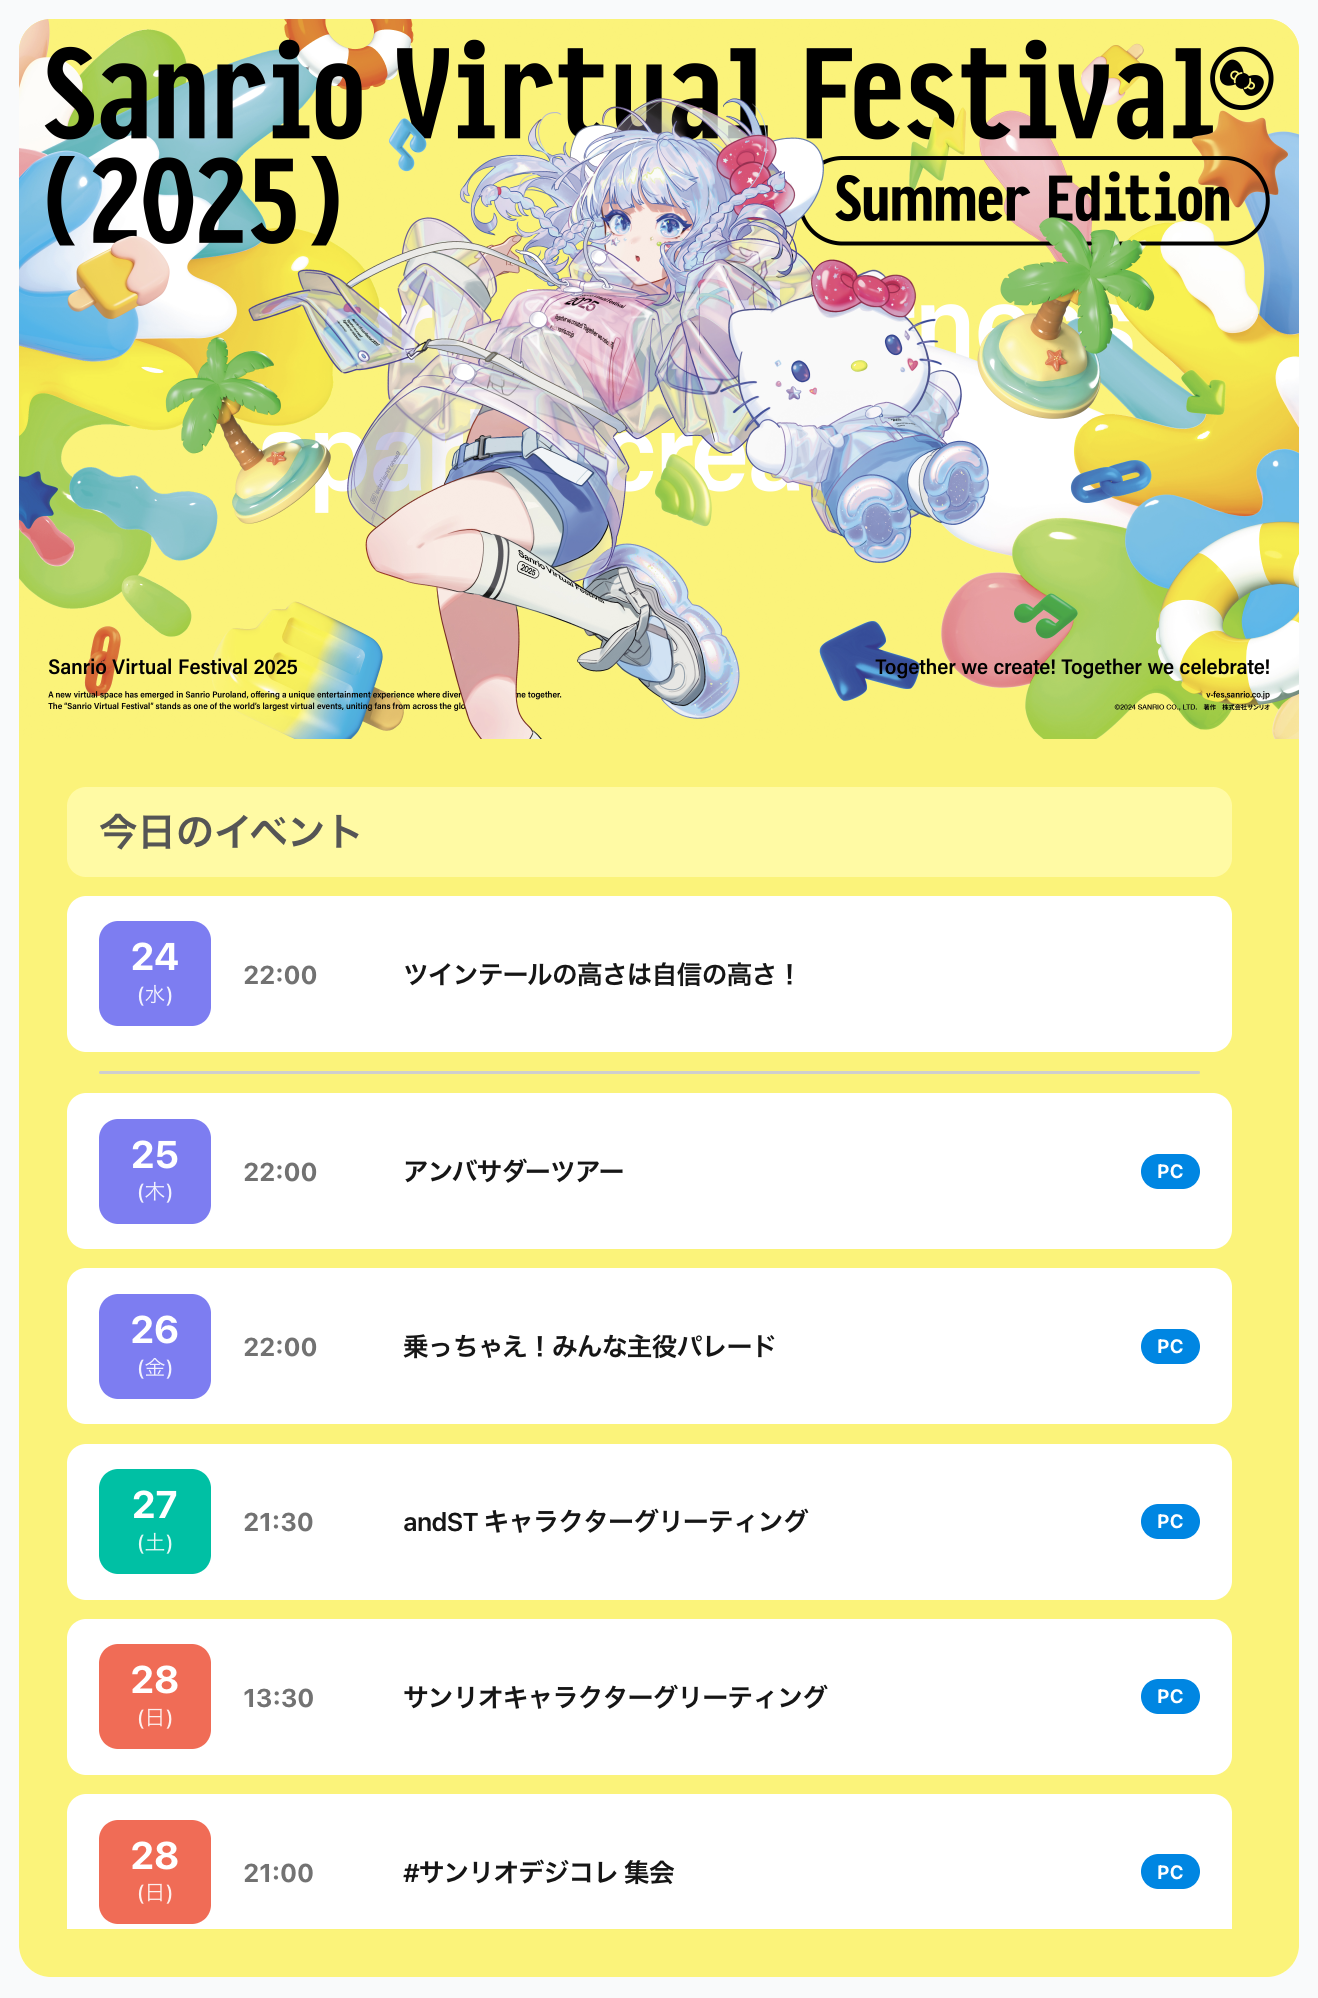 Sanrio Virtual Festival
(2025)
Summer Edition
2025
Sanrio Virtual Festival
2025
Sanrio Virtual Festival 2025
A new virtual space has emerged in Sanrio Puroland, offering a unique entertainment experience where diver ne together.
The "Sanrio Virtual Festival" stands as one of the world's largest virtual events, uniting fans from across the glo
Together we create! Together we celebrate!
v-fes.sanrio.co.jp
©2024 SANRIO CO., LTD. 著作 株式会社サンリオ
今日のイベント
24
(水)
22:00
ツインテールの高さは自信の高さ！
25
(木)
22:00
アンバサダーツアー
PC
26
(金)
22:00
乗っちゃえ！みんな主役パレード
PC
27
(土)
21:30
andST キャラクターグリーティング
PC
28
(日)
13:30
サンリオキャラクターグリーティング
PC
28
(日)
21:00
#サンリオデジコレ 集会
PC